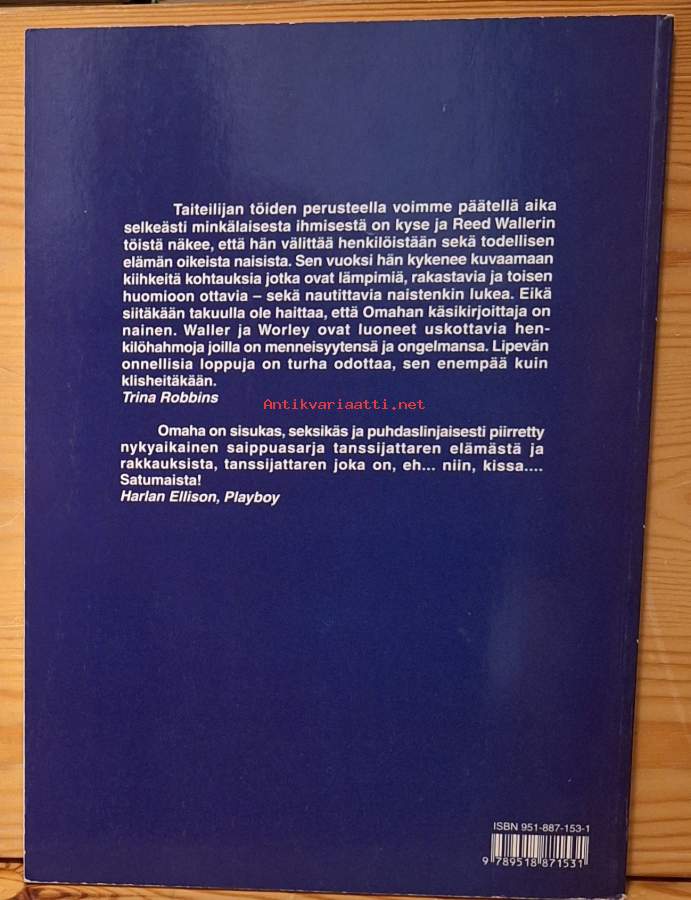 Taiteilijan töiden perusteella voimme päätellä aika
selkeästi minkälaisesta ihmisestä on kyse ja Reed Wallerin
töistä näkee, että hän välittää henkilöistään sekä todellisen
elämän oikeista naisista. Sen vuoksi hän kykenee kuvaamaan
kiihkeitä kohtauksia jotka ovat lämpimiä, rakastavia ja toisen
huomioon ottavia – sekä nautittavia naistenkin lukea. Eikä
siitäkään takuulla ole haittaa, että Omahan käsikirjoittaja on
nainen. Waller ja Worley ovat luoneet uskottavia hen-
kilöhahmoja joilla on menneisyytensä ja ongelmansa. Lipevän
onnellisia loppuja on turha odottaa, sen enempää kuin
klisheitäkään.
Trina Robbins
Antikvariaatti.net
Omaha on sisukas, seksikäs ja puhdaslinjaisesti piirretty
nykyaikainen saippuasarja tanssijattaren elämästä ja
rakkauksista, tanssijattaren joka on, eh... niin, kissa....
Satumaista!
Harlan Ellison, Playboy
ISBN 951-887-153-1
9 789518 871531